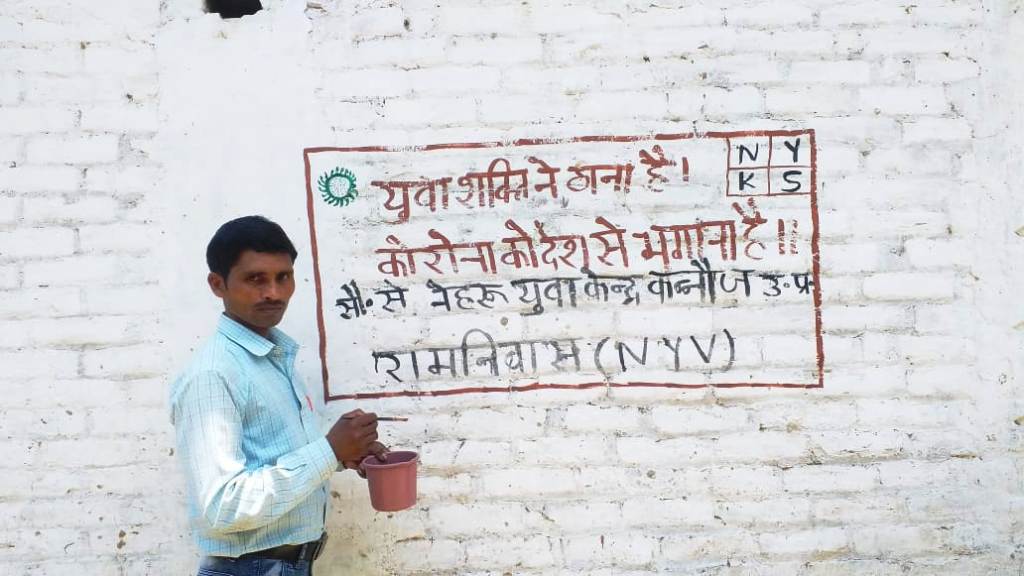 युवा शक्ति ने ठाना है।
N Y
K S
कोरोना को देश से भगाना है॥
सौ॰ से नेहरू युवा केन्द्र कन्नौज उ॰प्र॰
रामनिवास (NYV)